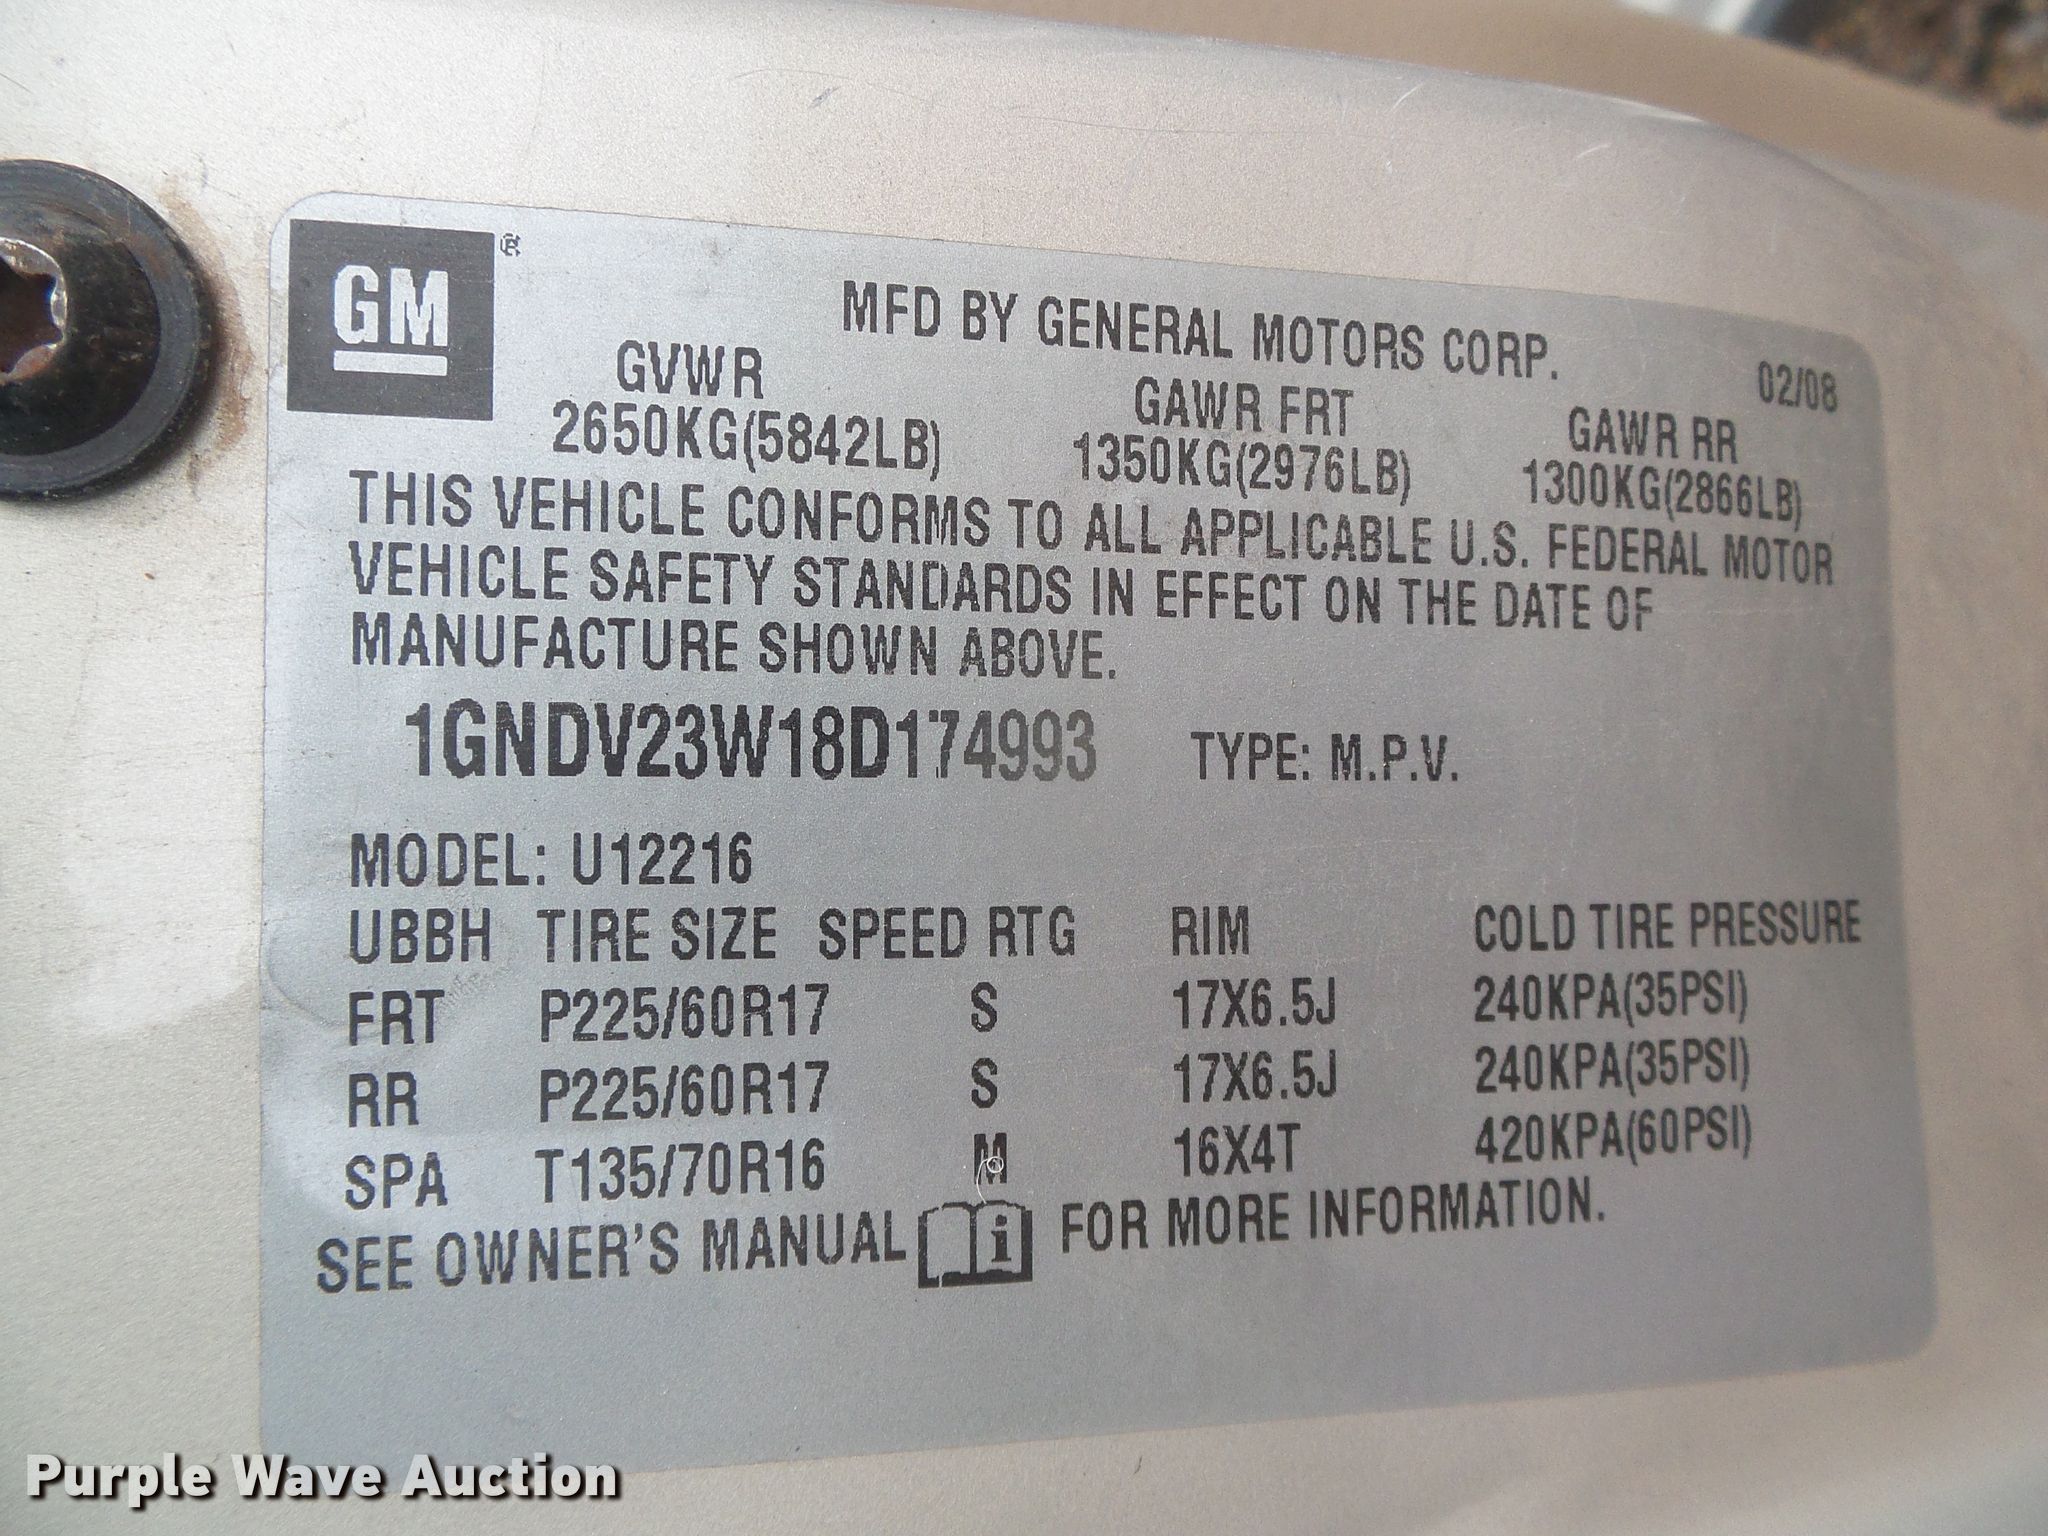 GM®
MFD BY GENERAL MOTORS CORP.
02/08
GVWR
GAWR FRT
GAWR RR
2650KG(5842LB)
1350KG(2976LB)
1300KG(2866LB)
THIS VEHICLE CONFORMS TO ALL APPLICABLE U.S. FEDERAL MOTOR
VEHICLE SAFETY STANDARDS IN EFFECT ON THE DATE OF
MANUFACTURE SHOWN ABOVE.
1GNDV23W18D174993 TYPE: M.P.V.
MODEL: U12216
UBBH TIRE SIZE SPEED RTG RIM COLD TIRE PRESSURE
FRT P225/60R17 S 17X6.5J 240KPA(35PSI)
RR P225/60R17 S 17X6.5J 240KPA(35PSI)
SPA T135/70R16 M 16X4T 420KPA(60PSI)
SEE OWNER'S MANUAL i FOR MORE INFORMATION.
Purple Wave Auction